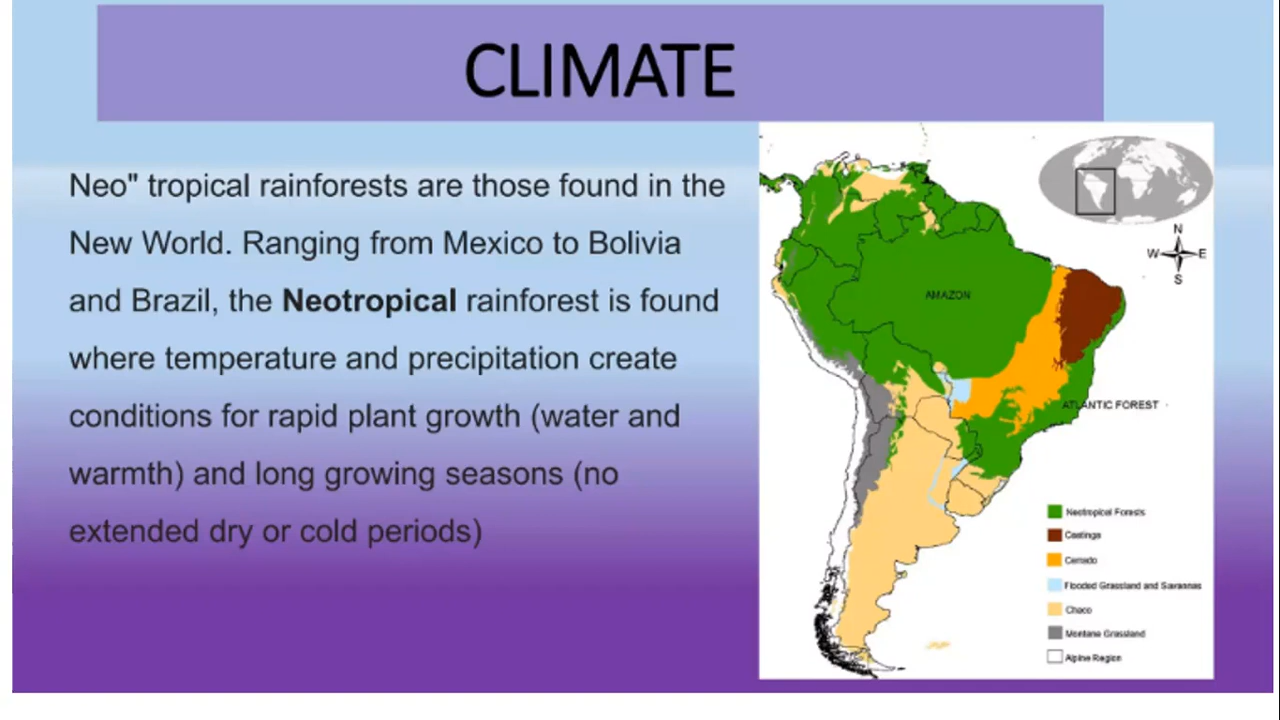 CLIMATE
Neo" tropical rainforests are those found in the
New World. Ranging from Mexico to Bolivia
and Brazil, the Neotropical rainforest is found
where temperature and precipitation create
conditions for rapid plant growth (water and
warmth) and long growing seasons (no
extended dry or cold periods)
N
W E
S
AMAZON
ATLANTIC FOREST
Neotropical Forests
Caatinga
Cerrado
Flooded Grassland and Savannas
Chaco
Montane Grassland
Alpine Region